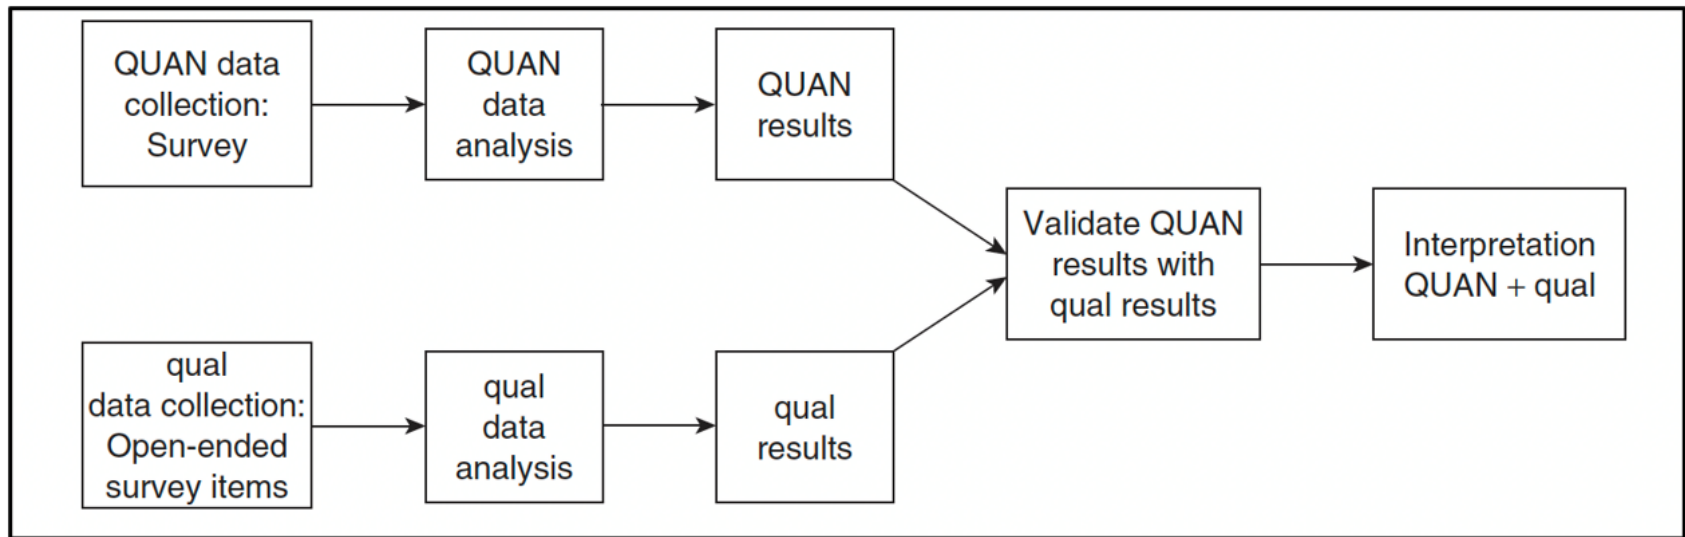 QUAN data
collection:
Survey
QUAN
data
analysis
QUAN
results
qual
data collection:
Open-ended
survey items
qual
data
analysis
qual
results
Validate QUAN
results with
qual results
Interpretation
QUAN + qual